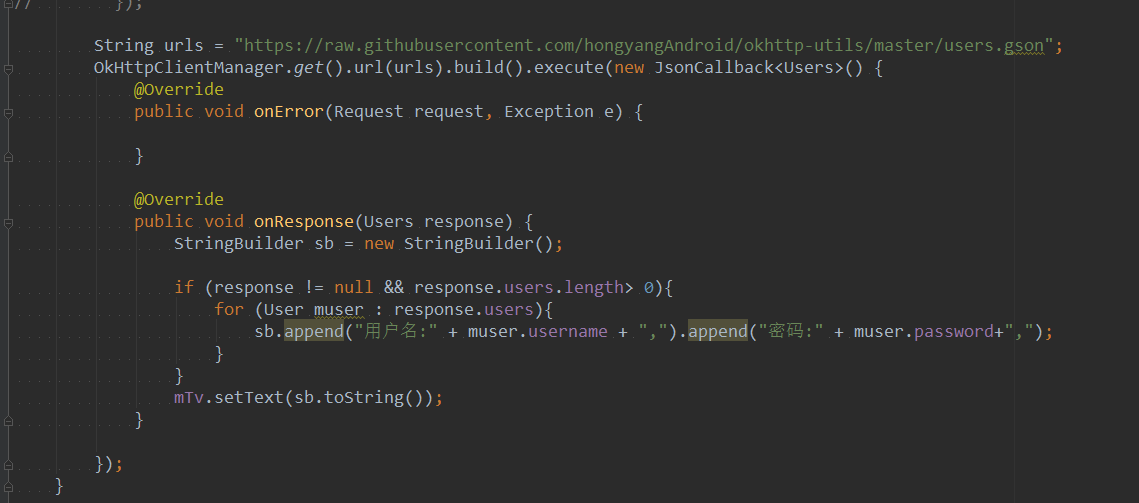 //            });
String urls = "https://raw.githubusercontent.com/hongyangAndroid/okhttp-utils/master/users.gson";
OkHttpClientManager.get().url(urls).build().execute(new JsonCallback<Users>() {
    @Override
    public void onError(Request request, Exception e) {
    }
    @Override
    public void onResponse(Users response) {
        StringBuilder sb = new StringBuilder();
        if (response != null && response.users.length> 0){
            for (User muser : response.users){
                sb.append("用户名:" + muser.username + ",").append("密码:" + muser.password+",");
            }
        }
        mTv.setText(sb.toString());
    }
});
}